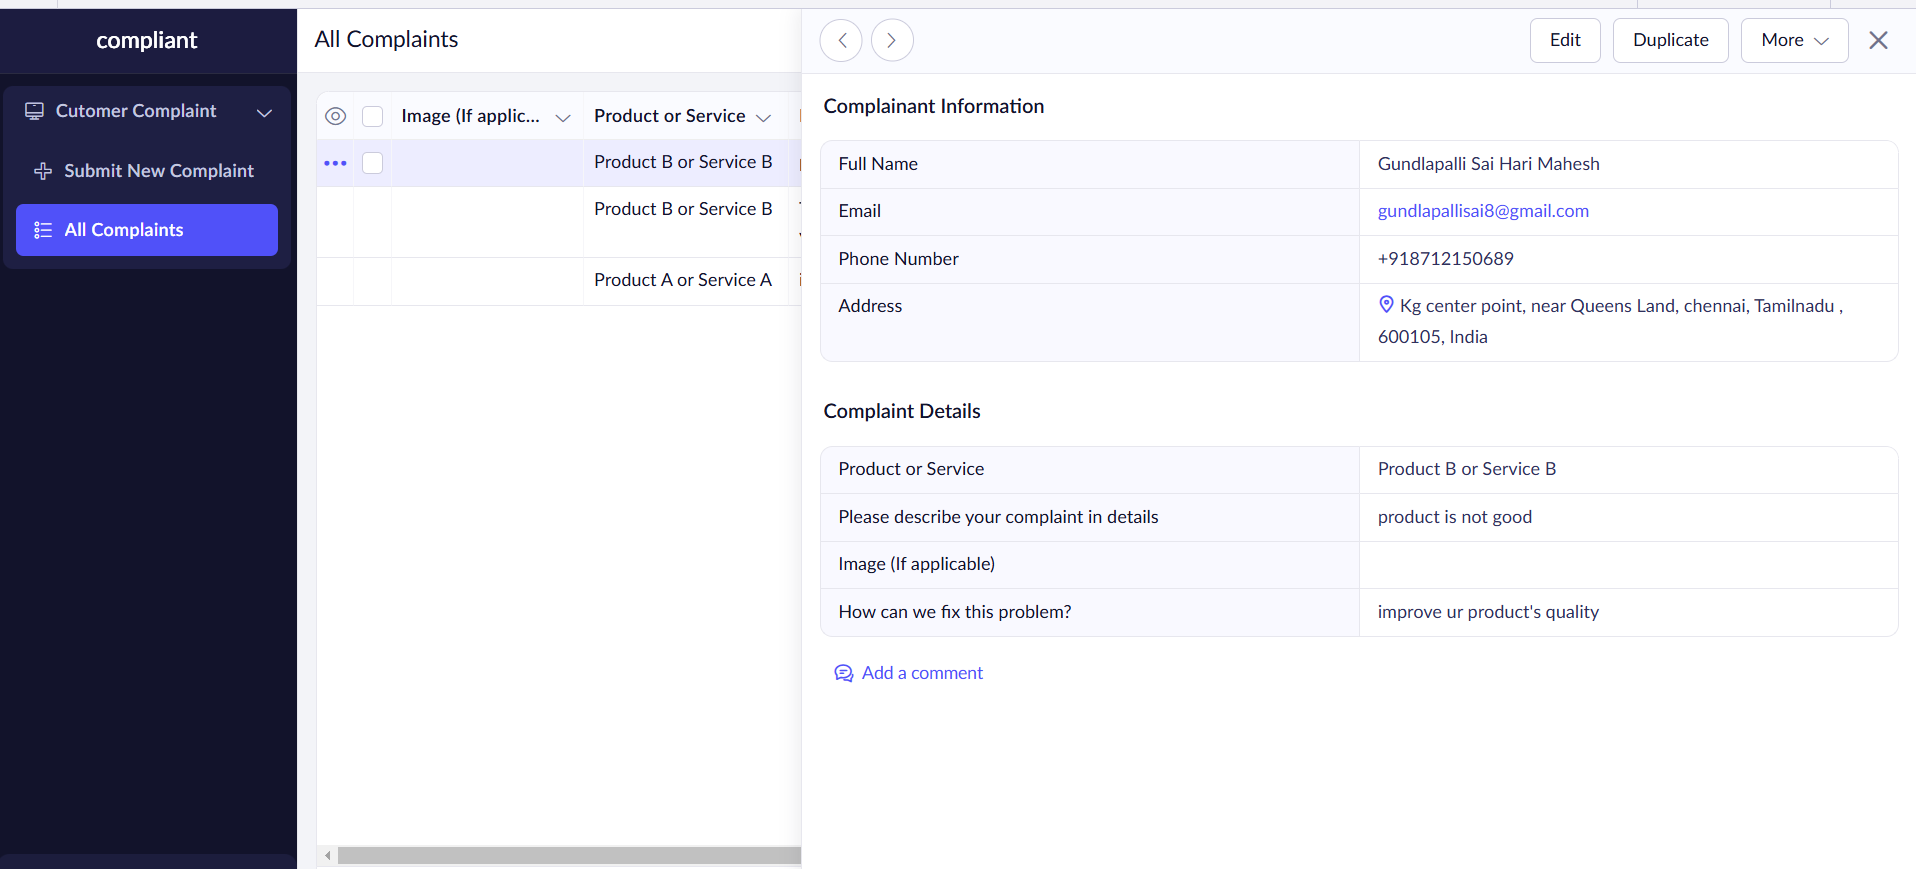 compliant
Cutomer Complaint
Submit New Complaint
All Complaints
All Complaints
Image (If applic...
Product or Service
Product B or Service B
Product B or Service B
Product A or Service A
Edit
Duplicate
More
Complainant Information
Full Name
Gundlapalli Sai Hari Mahesh
Email
gundlapallisai8@gmail.com
Phone Number
+918712150689
Address
Kg center point, near Queens Land, chennai, Tamilnadu ,
600105, India
Complaint Details
Product or Service
Product B or Service B
Please describe your complaint in details
product is not good
Image (If applicable)
How can we fix this problem?
improve ur product's quality
Add a comment